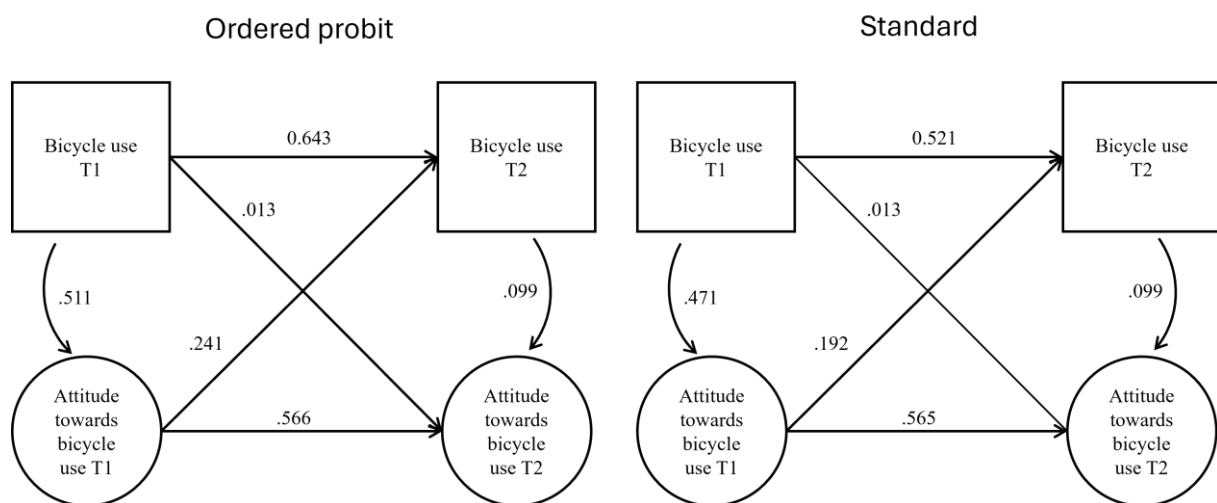 Ordered probit
Bicycle use
T1
0.643
Bicycle use
T2
.013
.511
.099
.241
Attitude
towards
bicycle
use T1
.566
Attitude
towards
bicycle
use T2
Standard
Bicycle use
T1
0.521
Bicycle use
T2
.013
.471
.099
.192
Attitude
towards
bicycle
use T1
.565
Attitude
towards
bicycle
use T2